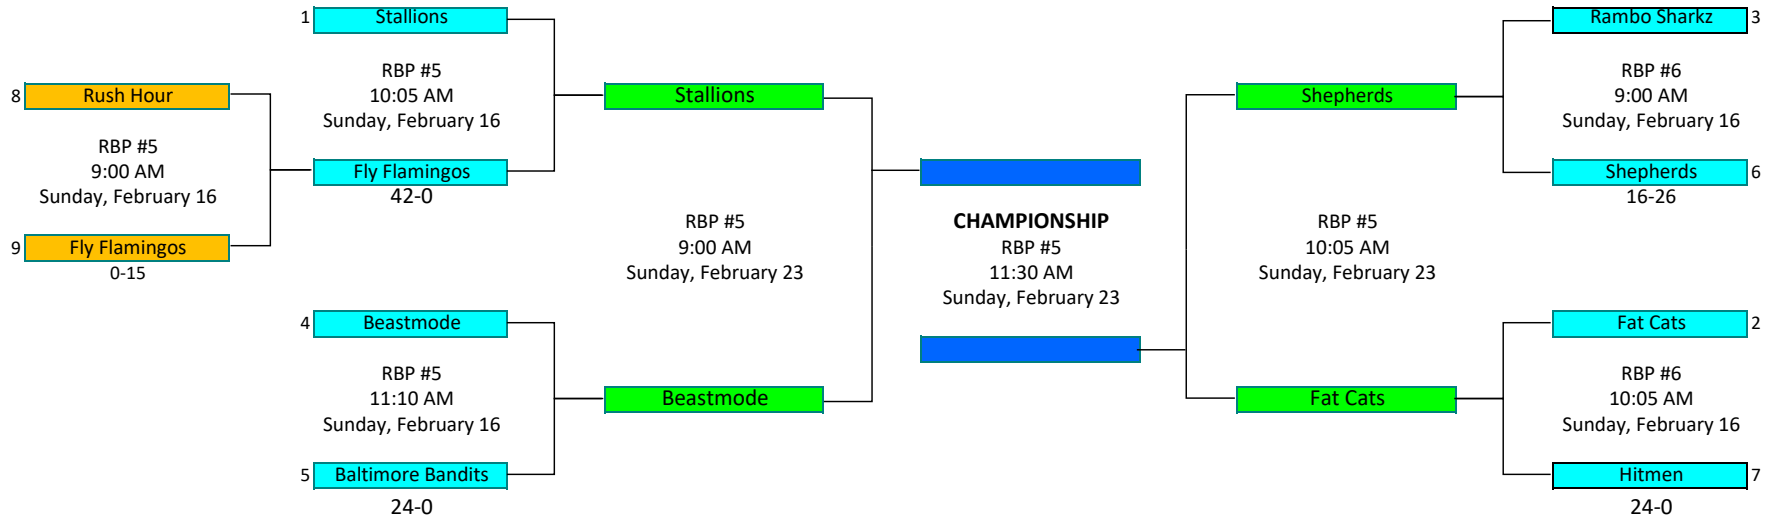 8
Rush Hour
RBP #5
9:00 AM
Sunday, February 16
9
Fly Flamingos
0-15
1
Stallions
RBP #5
10:05 AM
Sunday, February 16
Fly Flamingos
42-0
4
Beastmode
RBP #5
11:10 AM
Sunday, February 16
5
Baltimore Bandits
24-0
Stallions
RBP #5
9:00 AM
Sunday, February 23
Beastmode
CHAMPIONSHIP
RBP #5
11:30 AM
Sunday, February 23
Shepherds
RBP #5
10:05 AM
Sunday, February 23
Fat Cats
Rambo Sharkz
3
RBP #6
9:00 AM
Sunday, February 16
Shepherds
6
16-26
Fat Cats
2
RBP #6
10:05 AM
Sunday, February 16
Hitmen
7
24-0